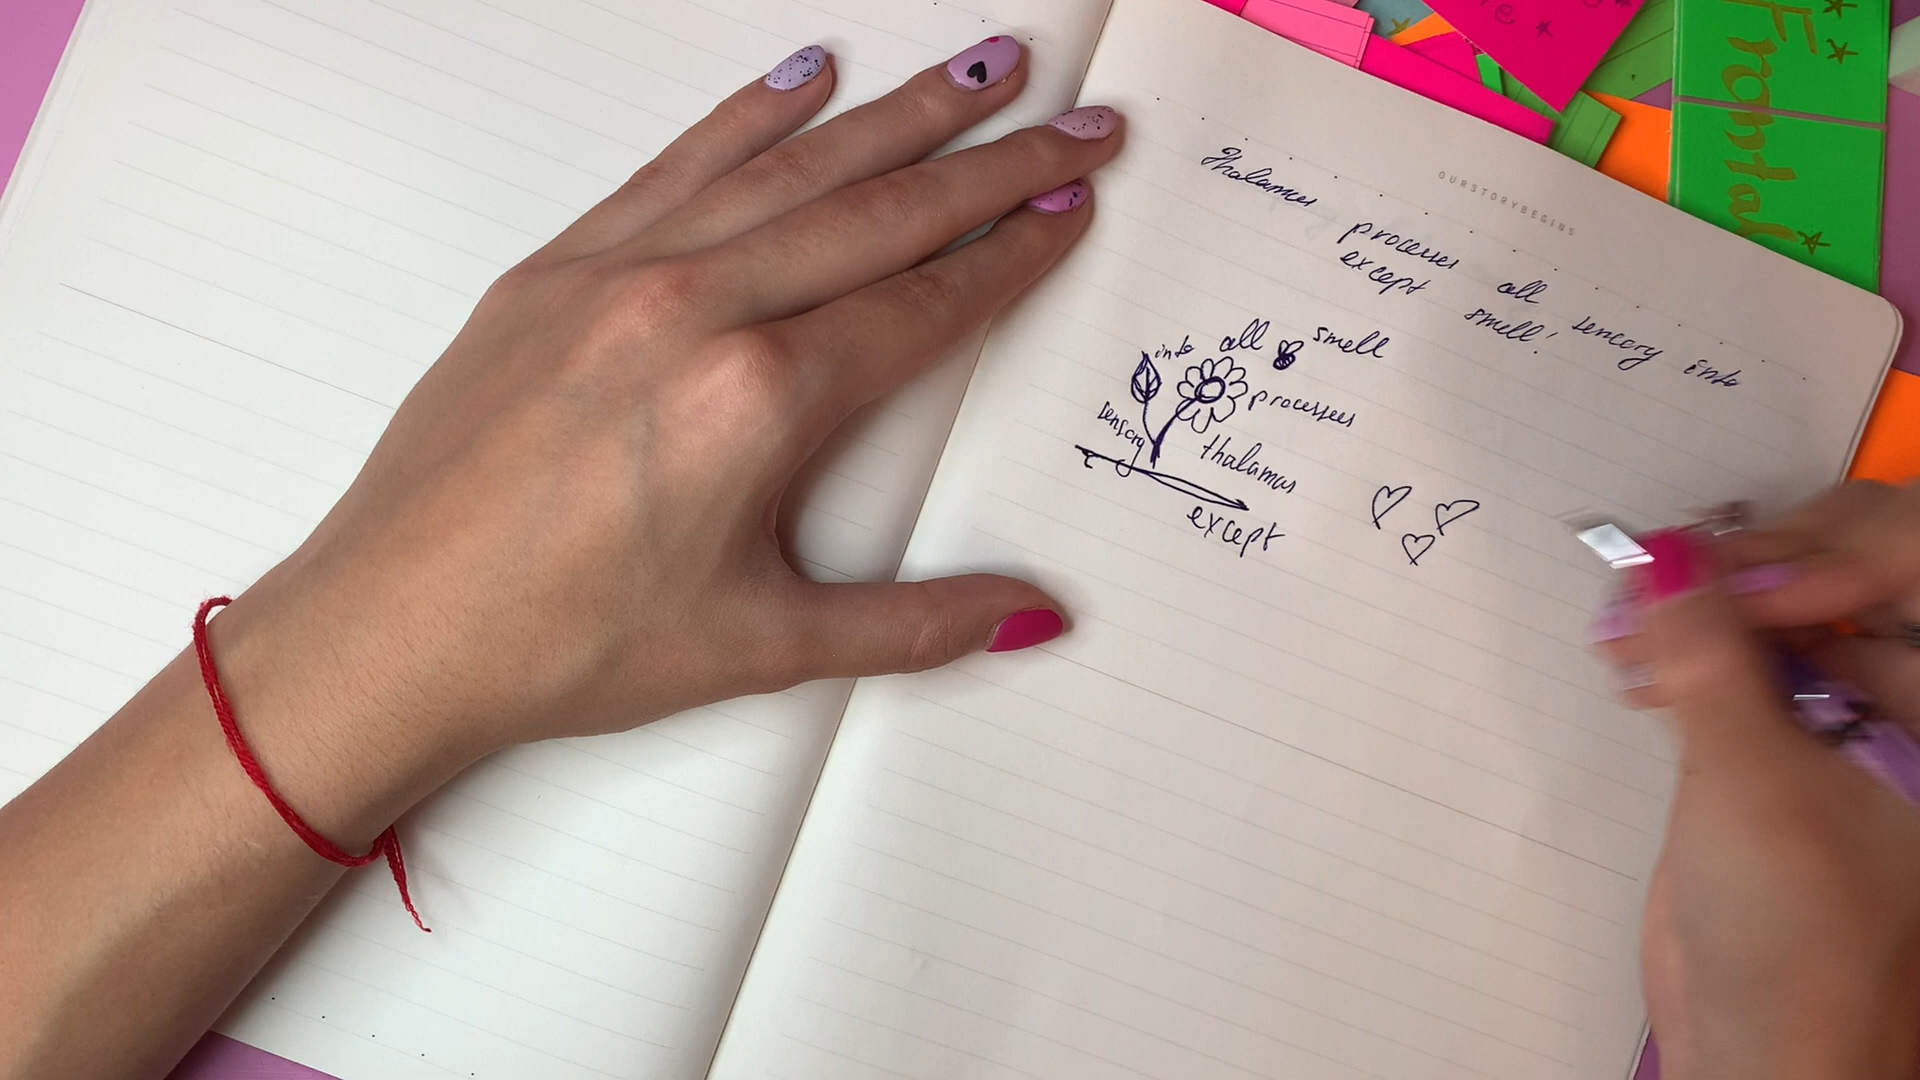 Frontal
OURSTORYBEGINS
Thalamus processes all sensory info
except smell!
info all smell
processes
sensory
thalamus
except